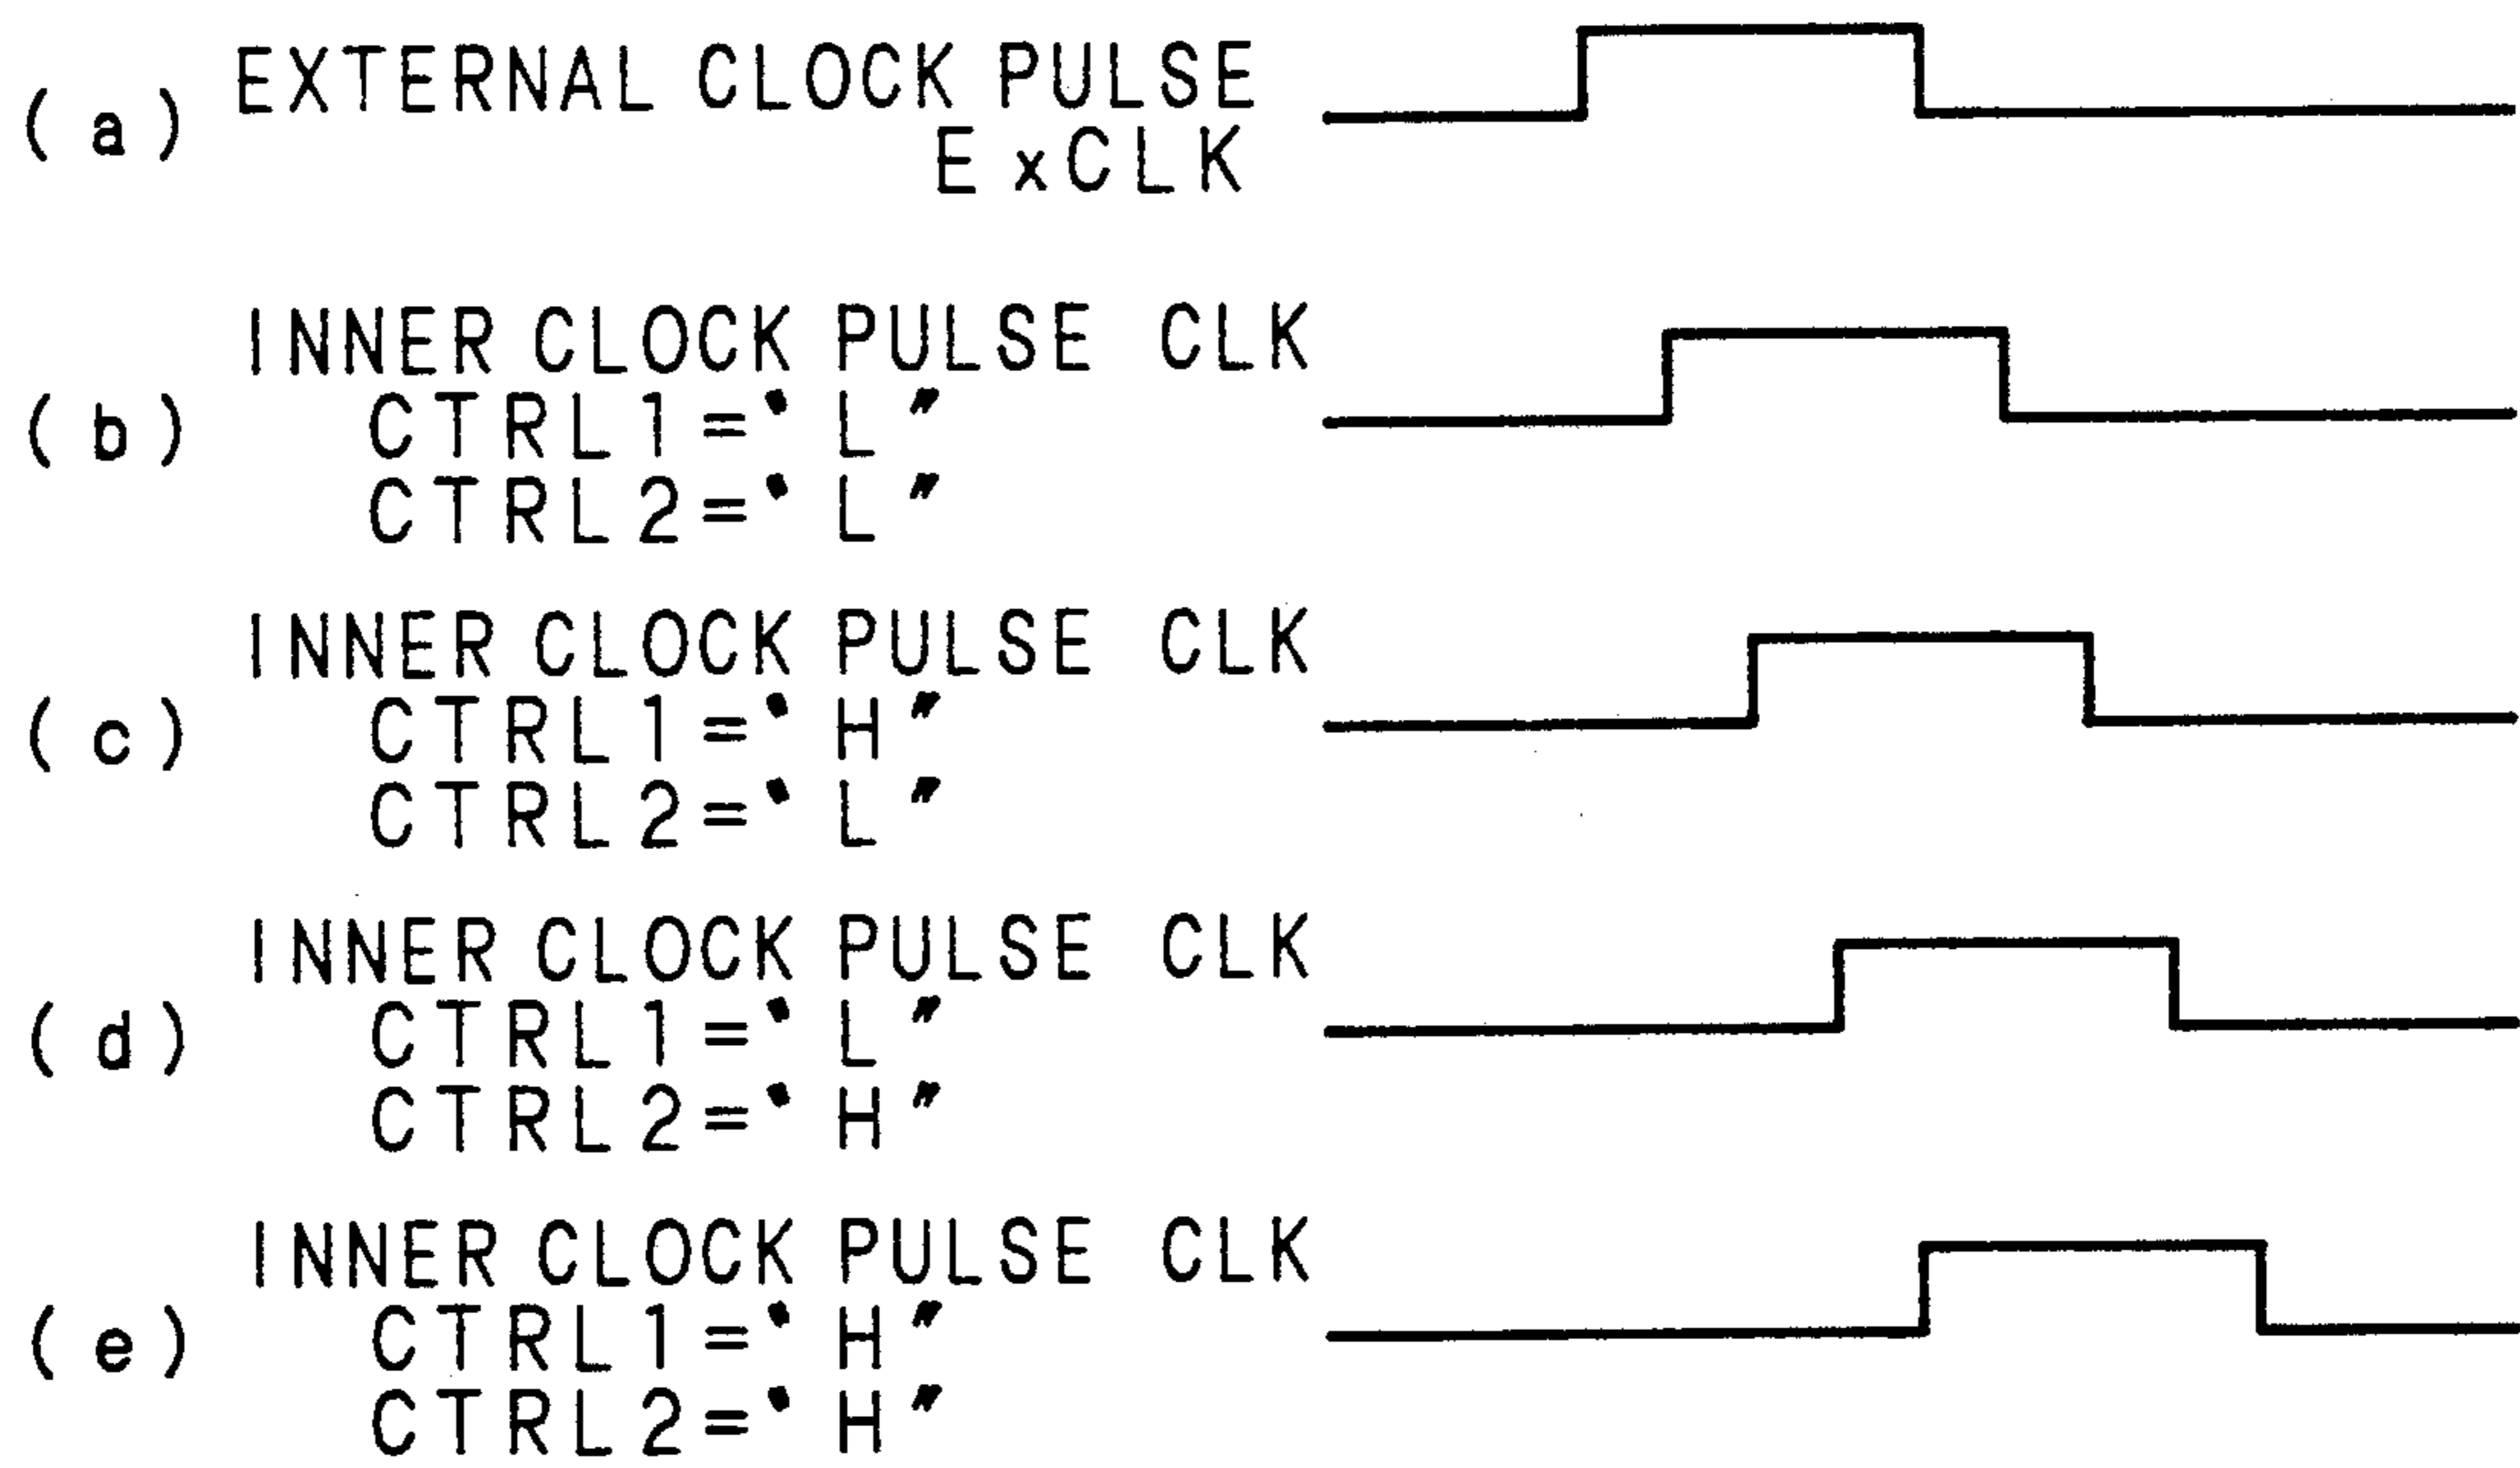 (a) EXTERNAL CLOCK PULSE
ExCLK
INNER CLOCK PULSE CLK
(b) CTRL1=“L”
CTRL2=“L”
INNER CLOCK PULSE CLK
(c) CTRL1=“H”
CTRL2=“L”
INNER CLOCK PULSE CLK
(d) CTRL1=“L”
CTRL2=“H”
INNER CLOCK PULSE CLK
(e) CTRL1=“H”
CTRL2=“H”